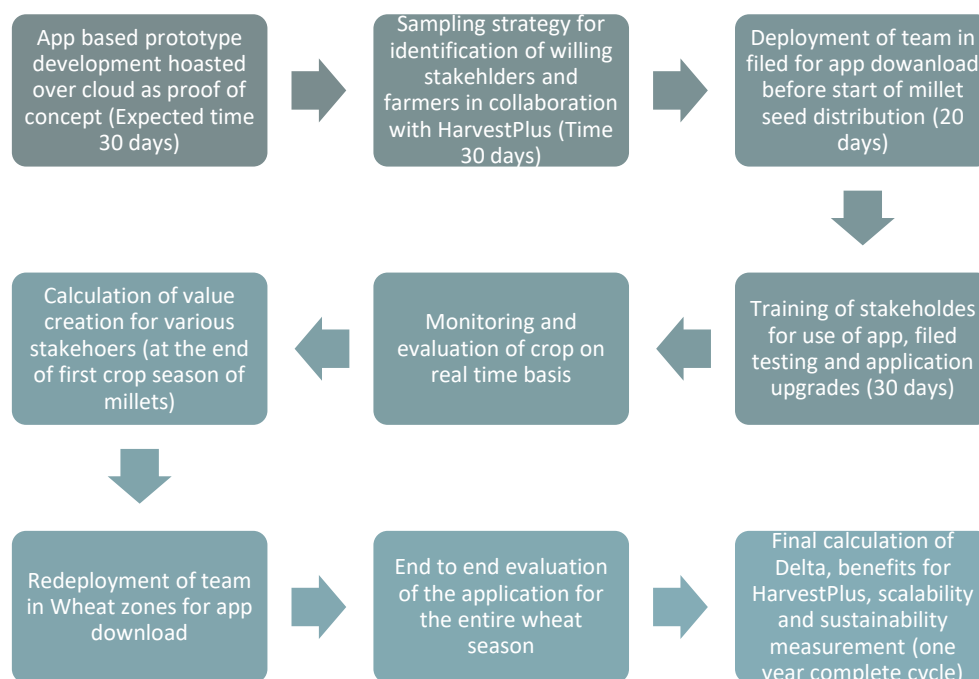 App based prototype
development hoasted
over cloud as proof of
concept (Expected time
30 days)
Sampling strategy for
identification of willing
stakehlders and
farmers in collaboration
with HarvestPlus (Time
30 days)
Deployment of team in
filed for app dowanload
before start of millet
seed distribution (20
days)
Training of stakeholdes
for use of app, filed
testing and application
upgrades (30 days)
Monitoring and
evaluation of crop on
real time basis
Calculation of value
creation for various
stakehoers (at the end
of first crop season of
millets)
Redeployment of team
in Wheat zones for app
download
End to end evaluation
of the application for
the entire wheat
season
Final calculation of
Delta, benefits for
HarvestPlus, scalability
and sustainability
measurement (one
year complete cycle)